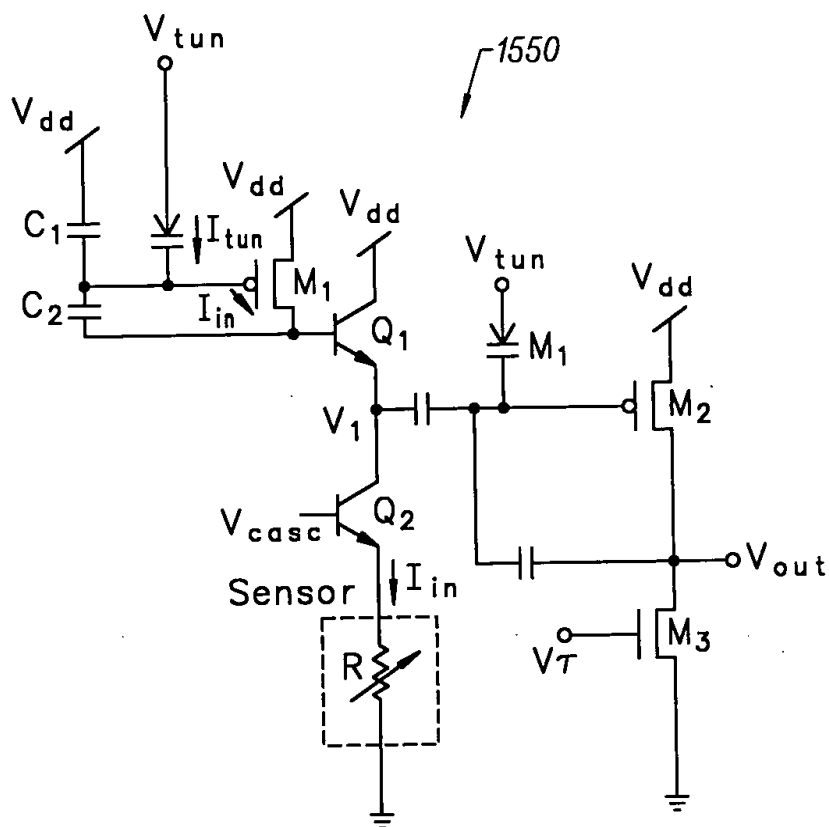 V_tun
1550
V_dd
V_dd
V_dd
C_1
I_tun
M_1
V_tun
V_dd
C_2
I_in
Q_1
M_1
M_2
V_1
Q_2
V_casc
V_out
Sensor
I_in
M_3
R
Vτ